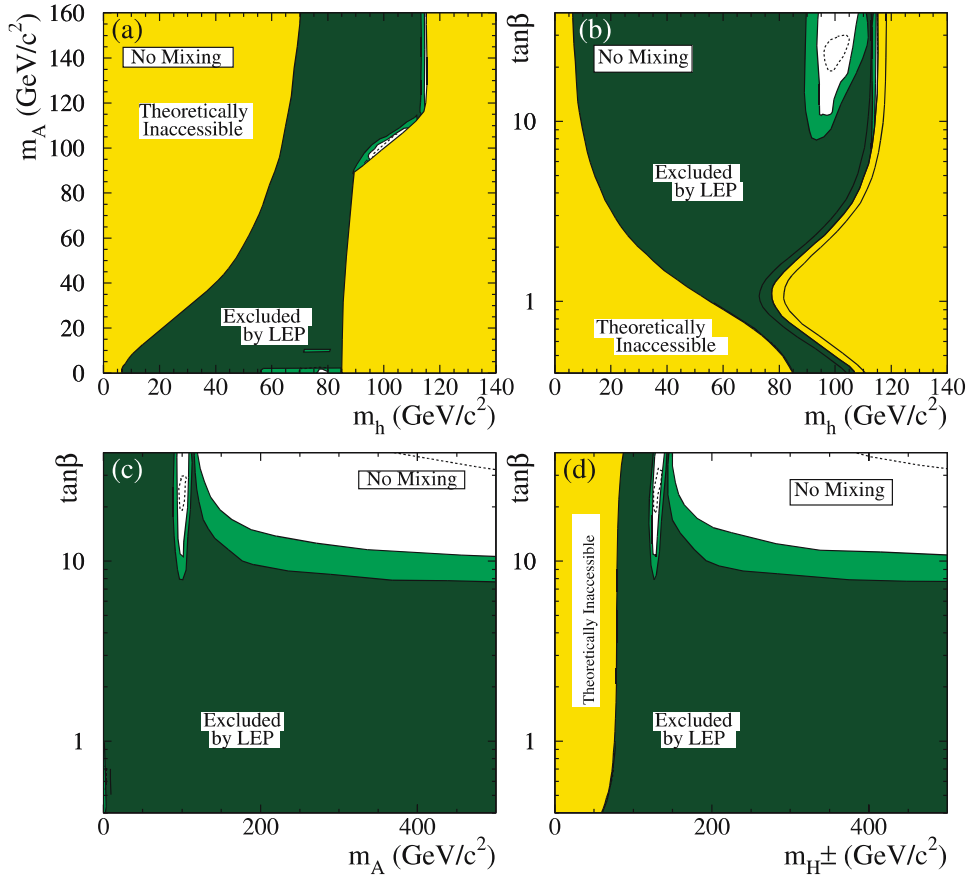 (a)
No Mixing
Theoretically
Inaccessible
Excluded
by LEP
m_A (GeV/c²)
160
140
120
100
80
60
40
20
0
0 20 40 60 80 100 120 140
m_h (GeV/c²)
(b)
No Mixing
Excluded
by LEP
Theoretically
Inaccessible
tanβ
10
1
0 20 40 60 80 100 120 140
m_h (GeV/c²)
(c)
No Mixing
Excluded
by LEP
tanβ
10
1
0 200 400
m_A (GeV/c²)
(d)
No Mixing
Theoretically Inaccessible
Excluded
by LEP
tanβ
10
1
0 200 400
m_H± (GeV/c²)